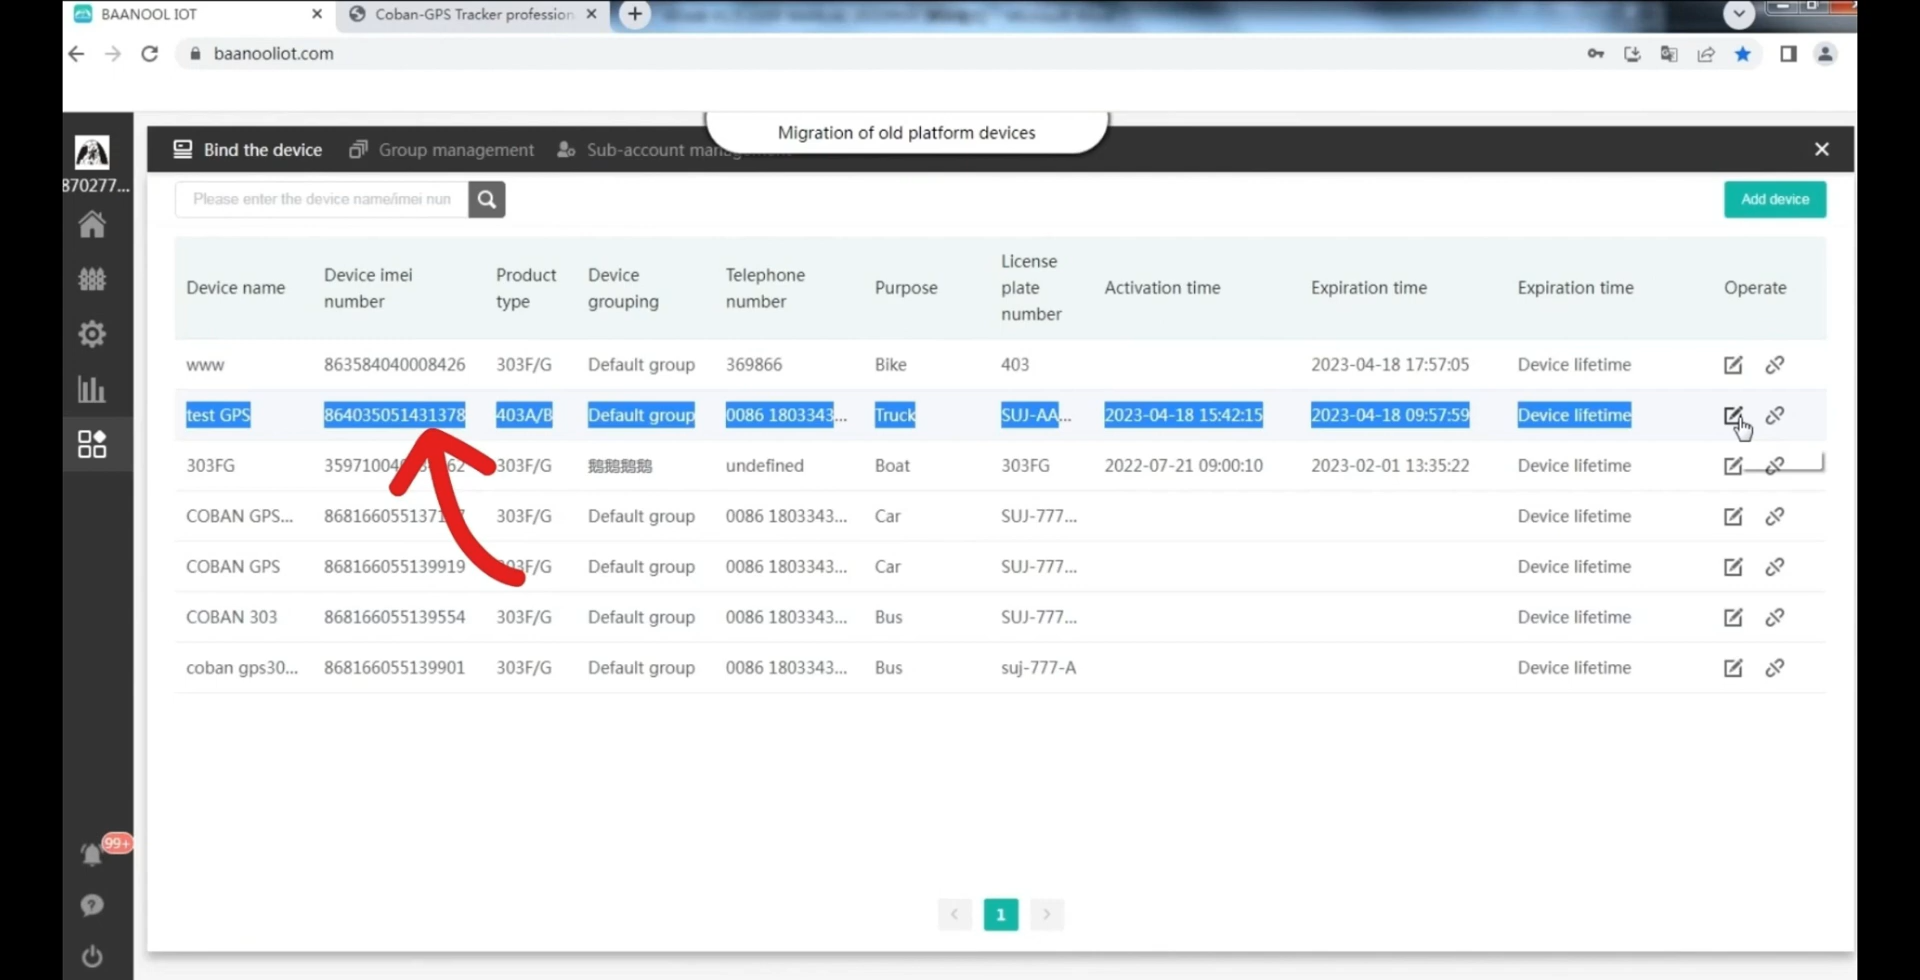 BAANOOL IOT
Coban-GPS Tracker profession
baanooliot.com
Migration of old platform devices
870277...
Bind the device
Group management
Sub-account
Please enter the device name/imei nun
Add device
Device name
Device imei number
Product type
Device grouping
Telephone number
Purpose
License plate number
Activation time
Expiration time
Expiration time
Operate
www 863584040008426 303F/G Default group 369866 Bike 403 2023-04-18 17:57:05 Device lifetime
test GPS 864035051431378 403A/B Default group 0086 1803343... Truck SUJ-AA... 2023-04-18 15:42:15 2023-04-18 09:57:59 Device lifetime
303FG 303F/G 鹅鹅鹅鹅 undefined Boat 303FG 2022-07-21 09:00:10 2023-02-01 13:35:22 Device lifetime
COBAN GPS... 303F/G Default group 0086 1803343... Car SUJ-777... Device lifetime
COBAN GPS 868166055139919 Default group 0086 1803343... Car SUJ-777... Device lifetime
COBAN 303 868166055139554 303F/G Default group 0086 1803343... Bus SUJ-777... Device lifetime
coban gps30... 868166055139901 303F/G Default group 0086 1803343... Bus suj-777-A Device lifetime
99+
1